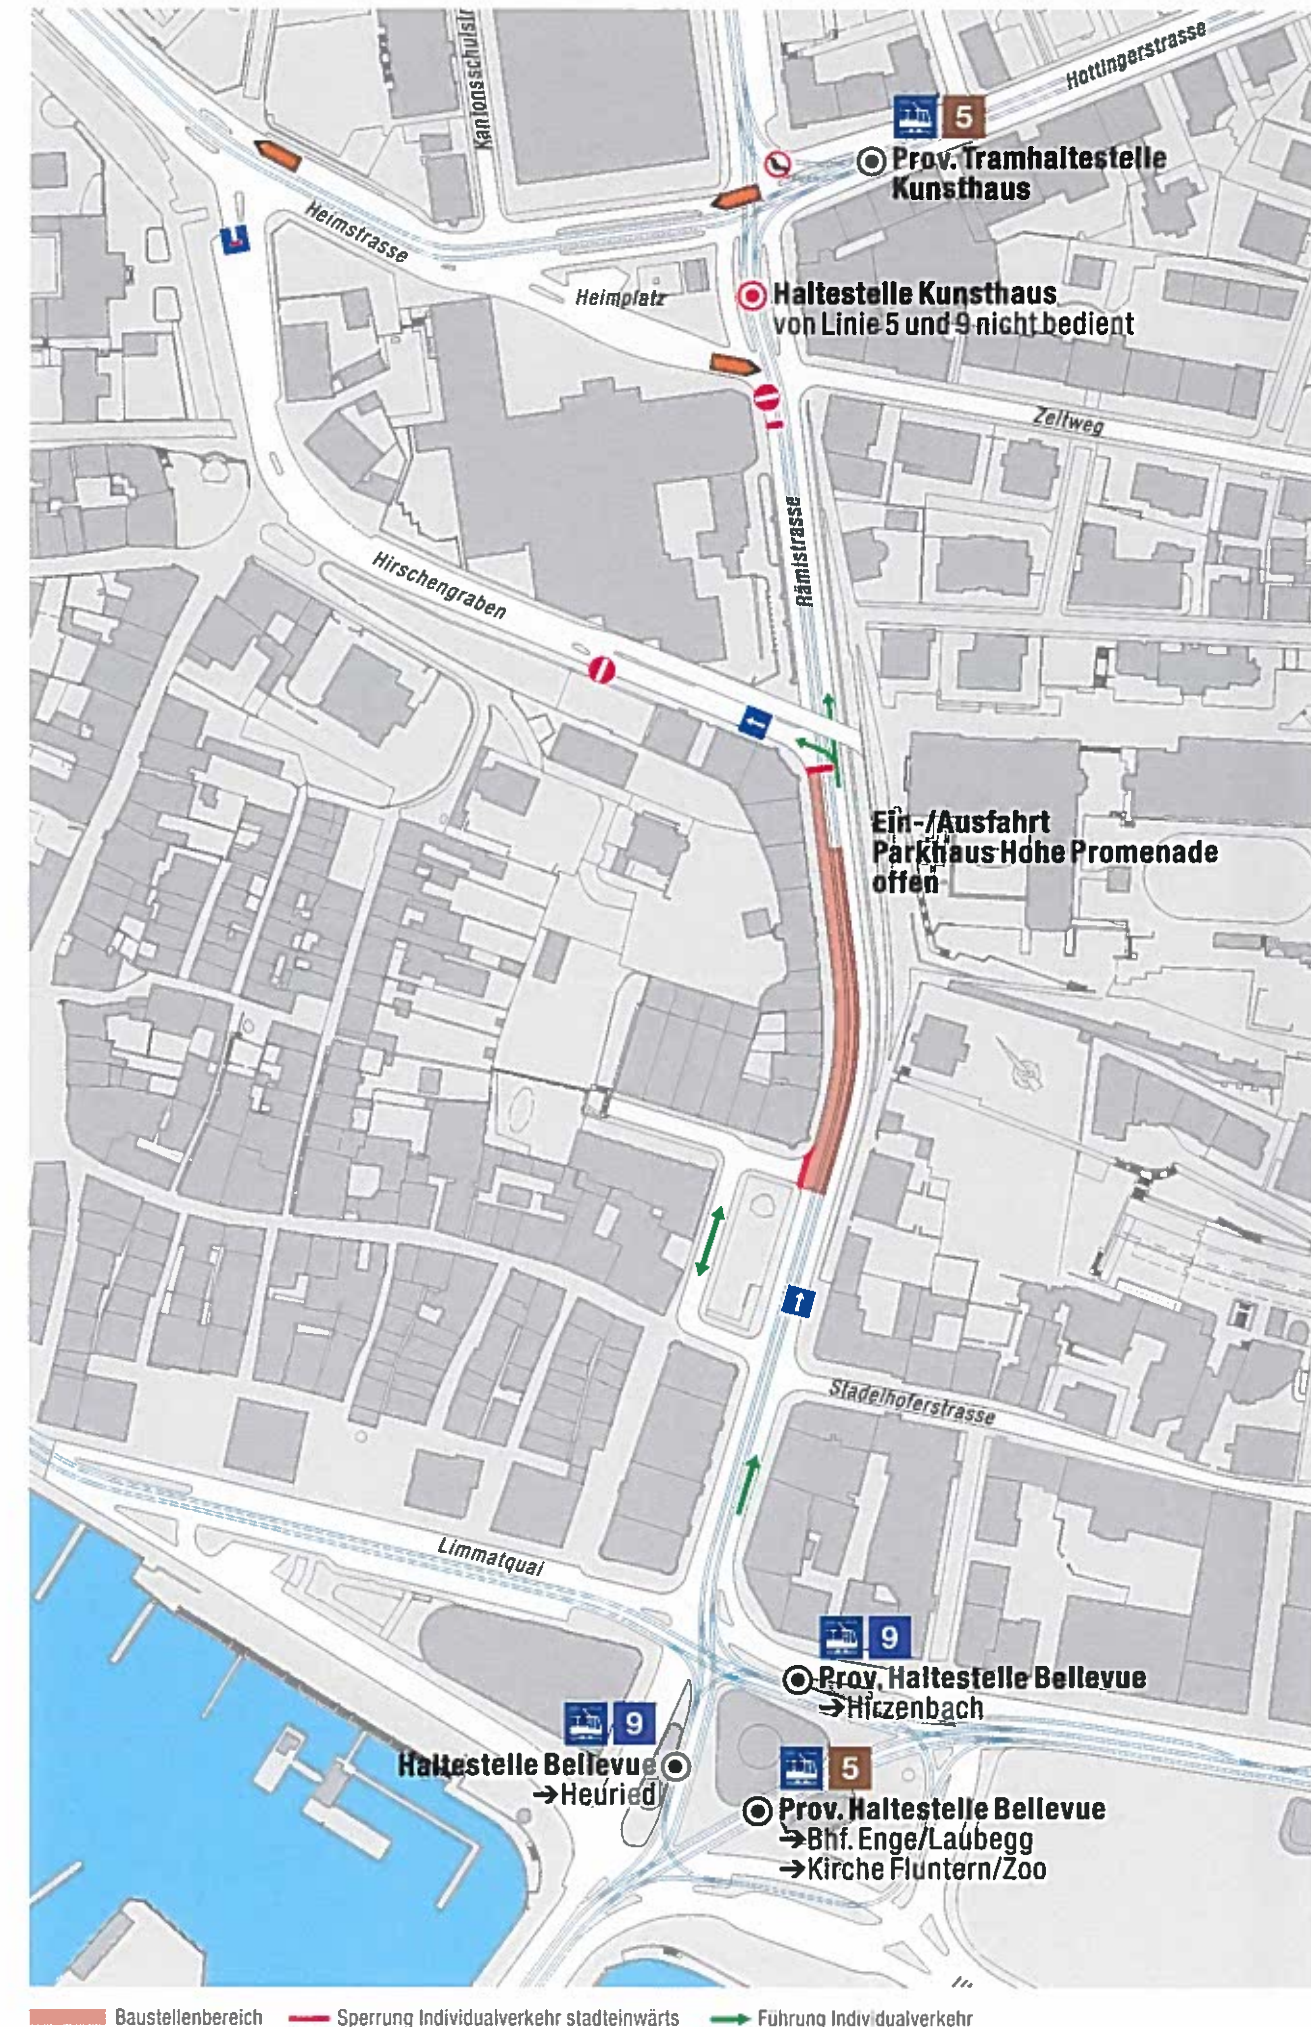 Kantonsschulstr
Hottingerstrasse
5
Prov. Tramhaltestelle
Kunsthaus
Heimstrasse
Heimplatz
Haltestelle Kunsthaus
von Linie 5 und 9 nicht bedient
Zeltweg
Rämistrasse
Hirschengraben
Ein-/Ausfahrt
Parkhaus Hohe Promenade
offen
Stadelhoferstrasse
Limmatquai
9
Prov. Haltestelle Bellevue
→Hirzenbach
9
Haltestelle Bellevue
→Heuried
5
Prov. Haltestelle Bellevue
→Bhf. Enge/Laubegg
→Kirche Fluntern/Zoo
Baustellenbereich
Sperrung Individualverkehr stadteinwärts
Führung Individualverkehr